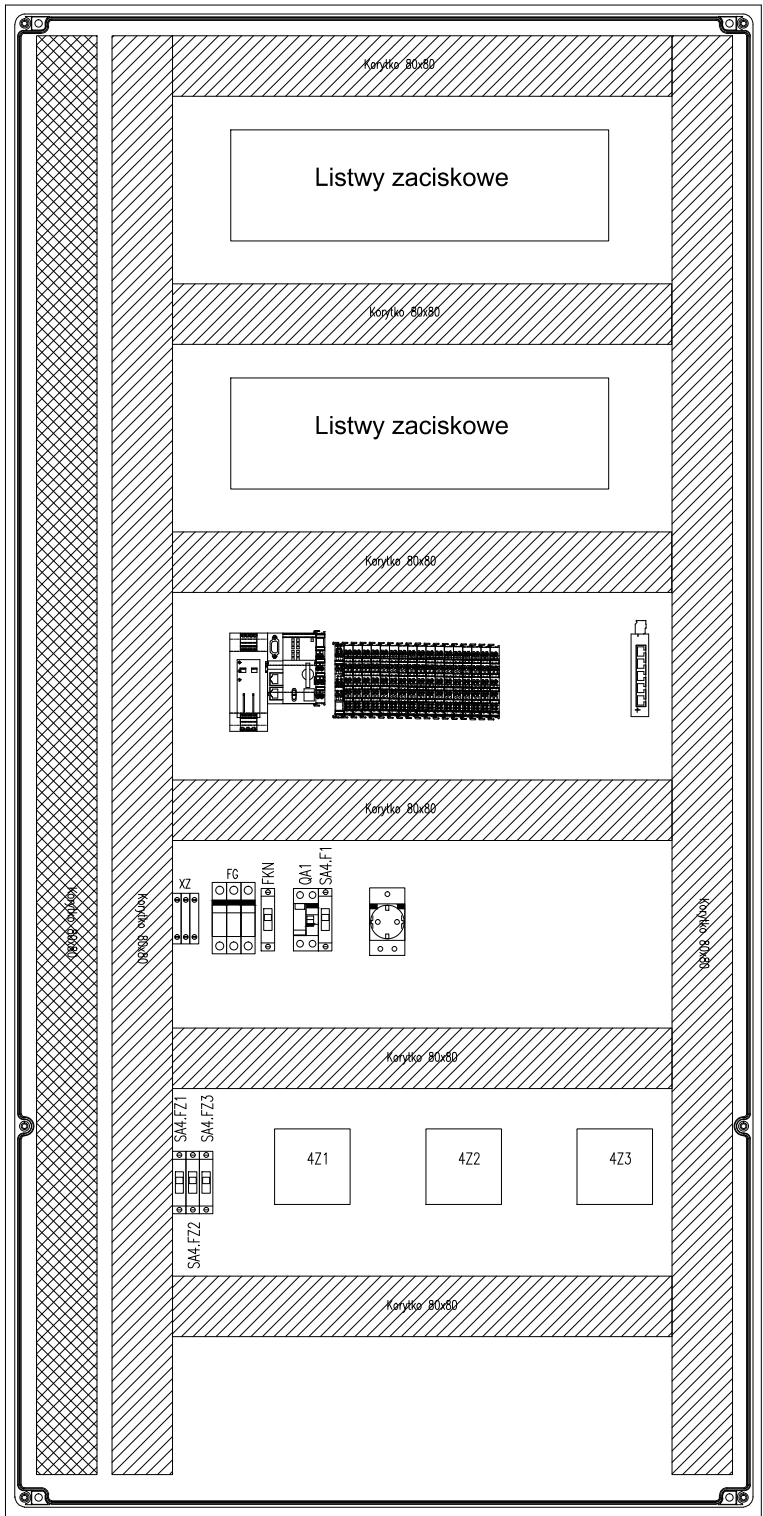 Korytko 80x80
Listwy zaciskowe
Korytko 80x80
Listwy zaciskowe
Korytko 80x80
Korytko 80x80
XZ
FG
FKN
QA1
SA4.F1
Korytko 80x80
Korytko 80x80
Korytko 80x80
Korytko 80x80
SA4.FZ1
SA4.FZ3
4Z1
4Z2
4Z3
SA4.FZ2
Korytko 80x80